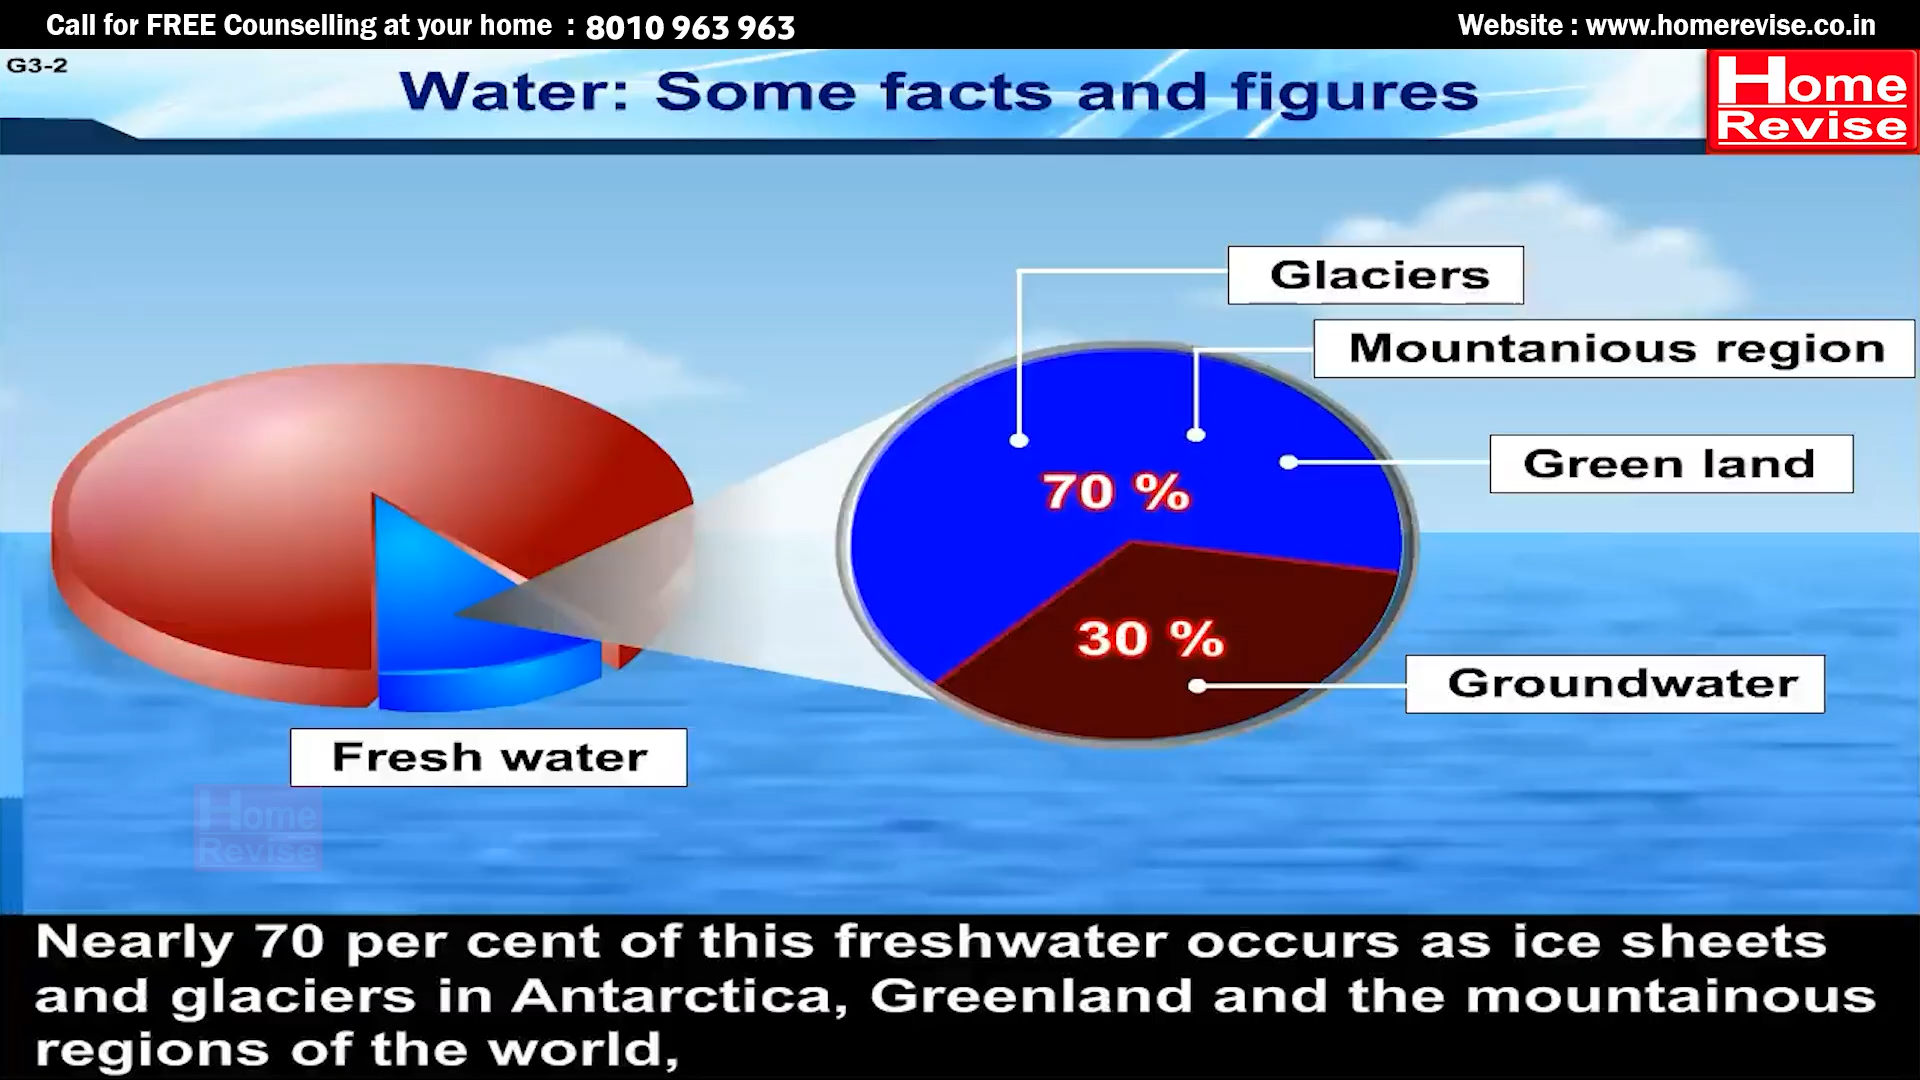 Call for FREE Counselling at your home : 8010 963 963
Website : www.homerevise.co.in
G3-2
Water: Some facts and figures
Home
Revise
Glaciers
Mountanious region
Green land
70 %
30 %
Groundwater
Fresh water
Home
Revise
Nearly 70 per cent of this freshwater occurs as ice sheets
and glaciers in Antarctica, Greenland and the mountainous
regions of the world,